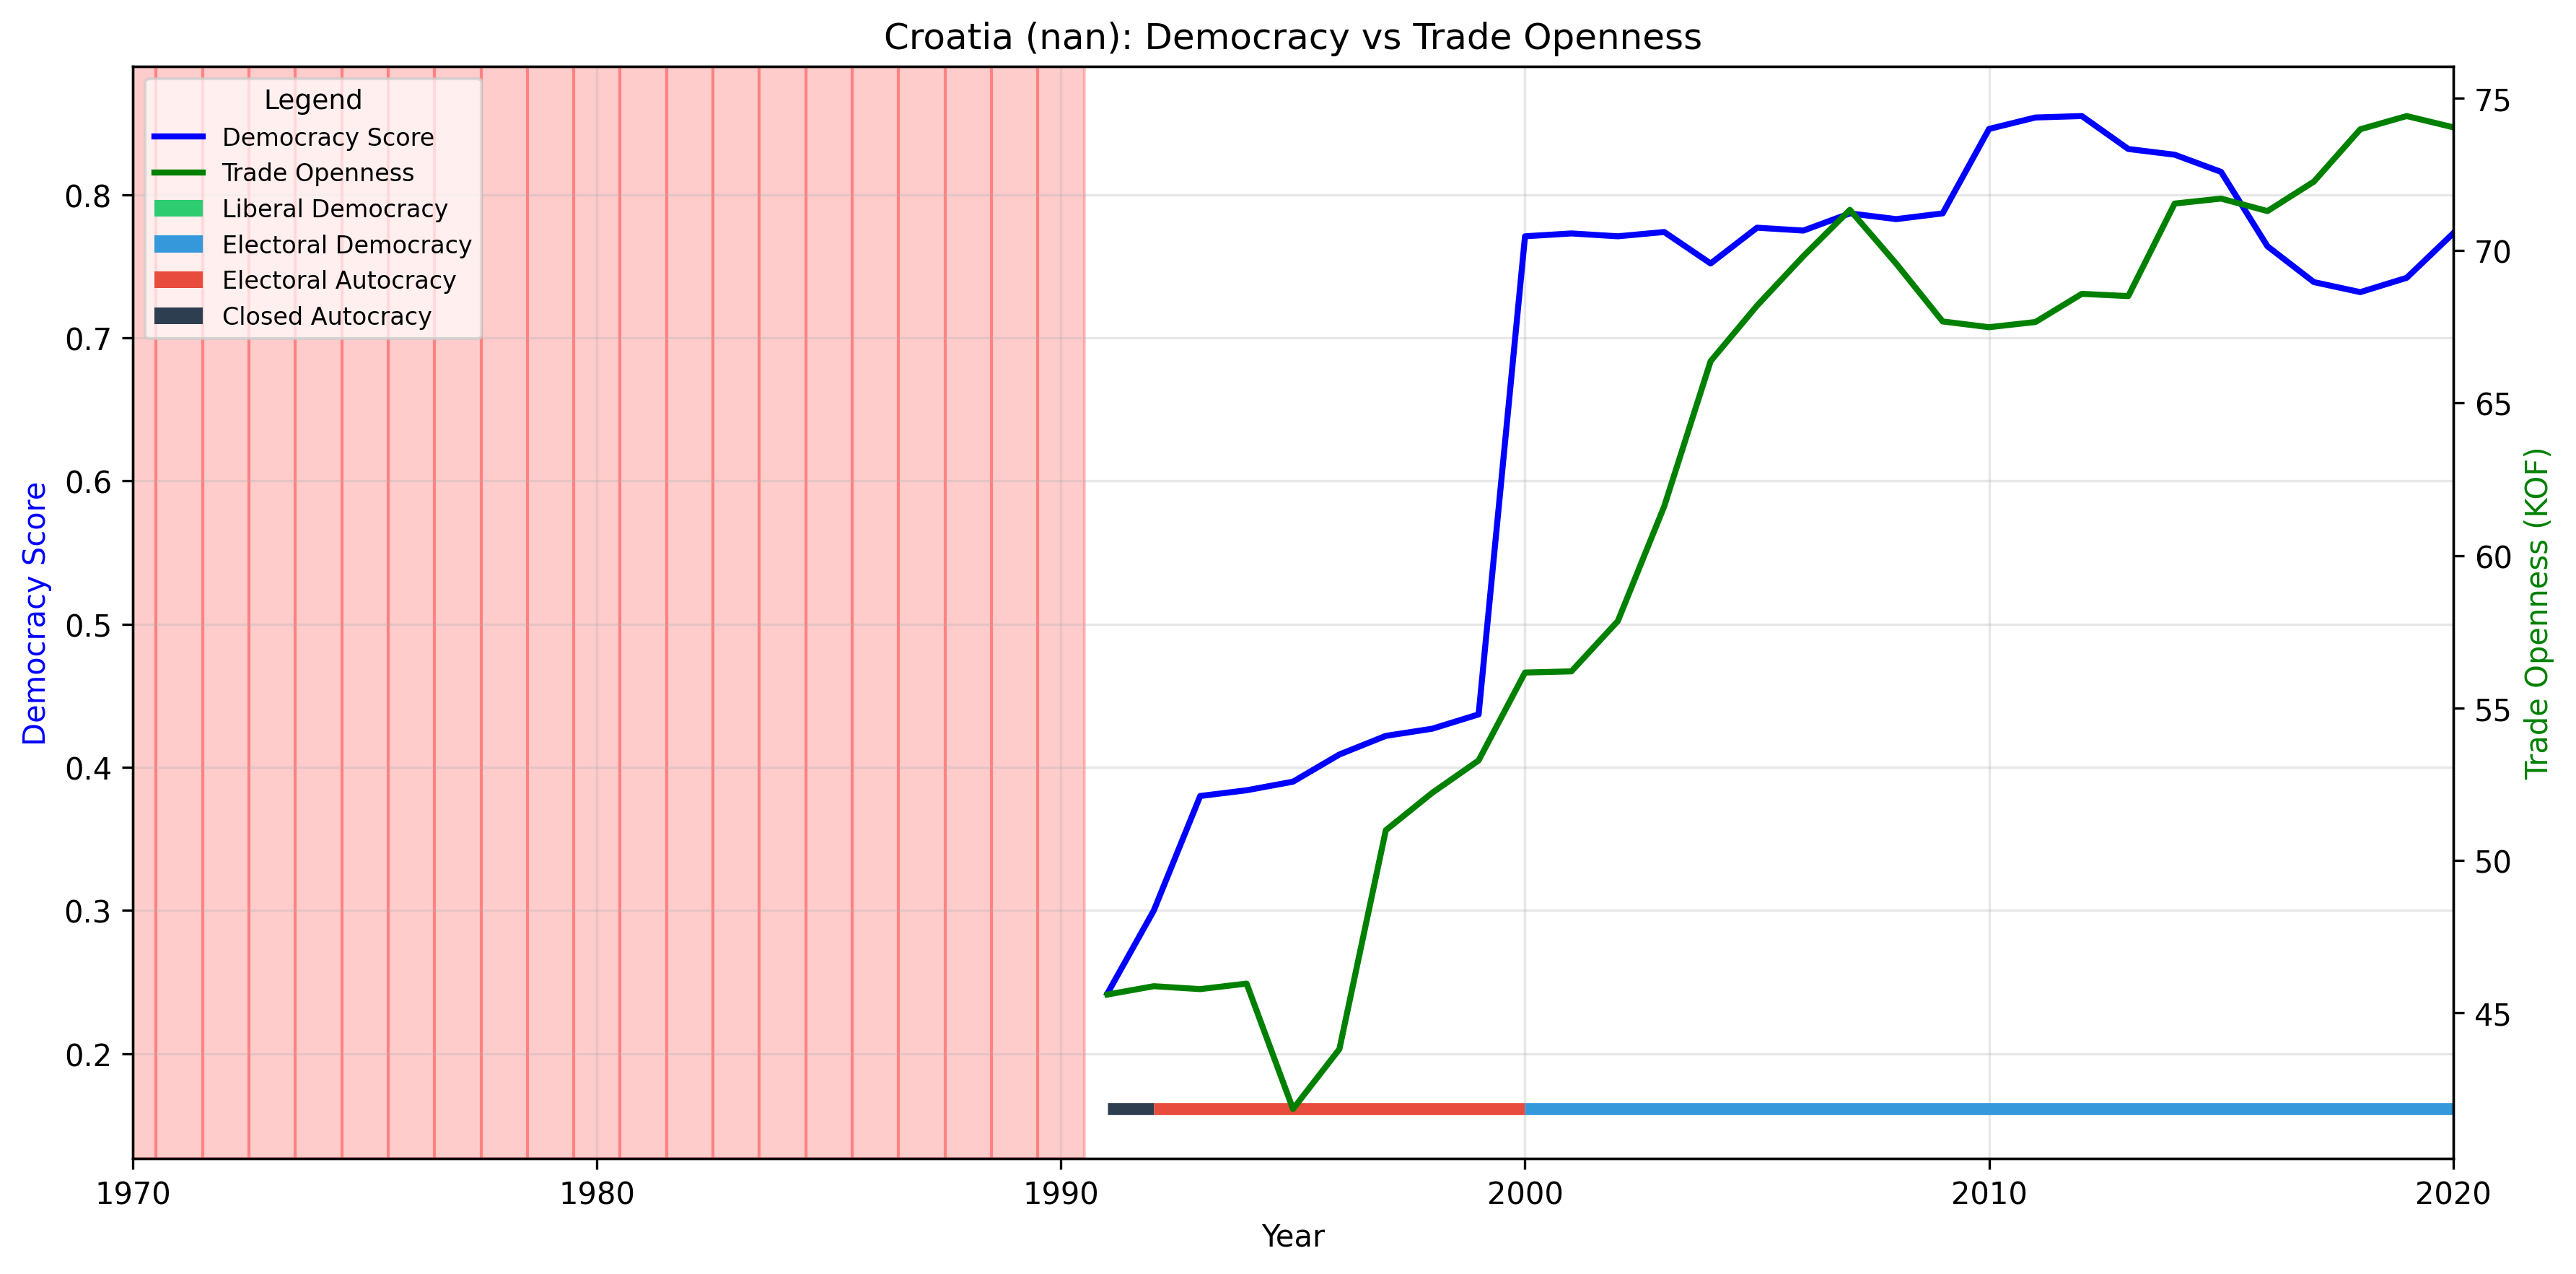 Croatia (nan): Democracy vs Trade Openness
Legend
Democracy Score
Trade Openness
Liberal Democracy
Electoral Democracy
Electoral Autocracy
Closed Autocracy
0.8
0.7
0.6
0.5
0.4
0.3
0.2
Democracy Score
75
70
65
60
55
50
45
Trade Openness (KOF)
1970
1980
1990
2000
2010
2020
Year